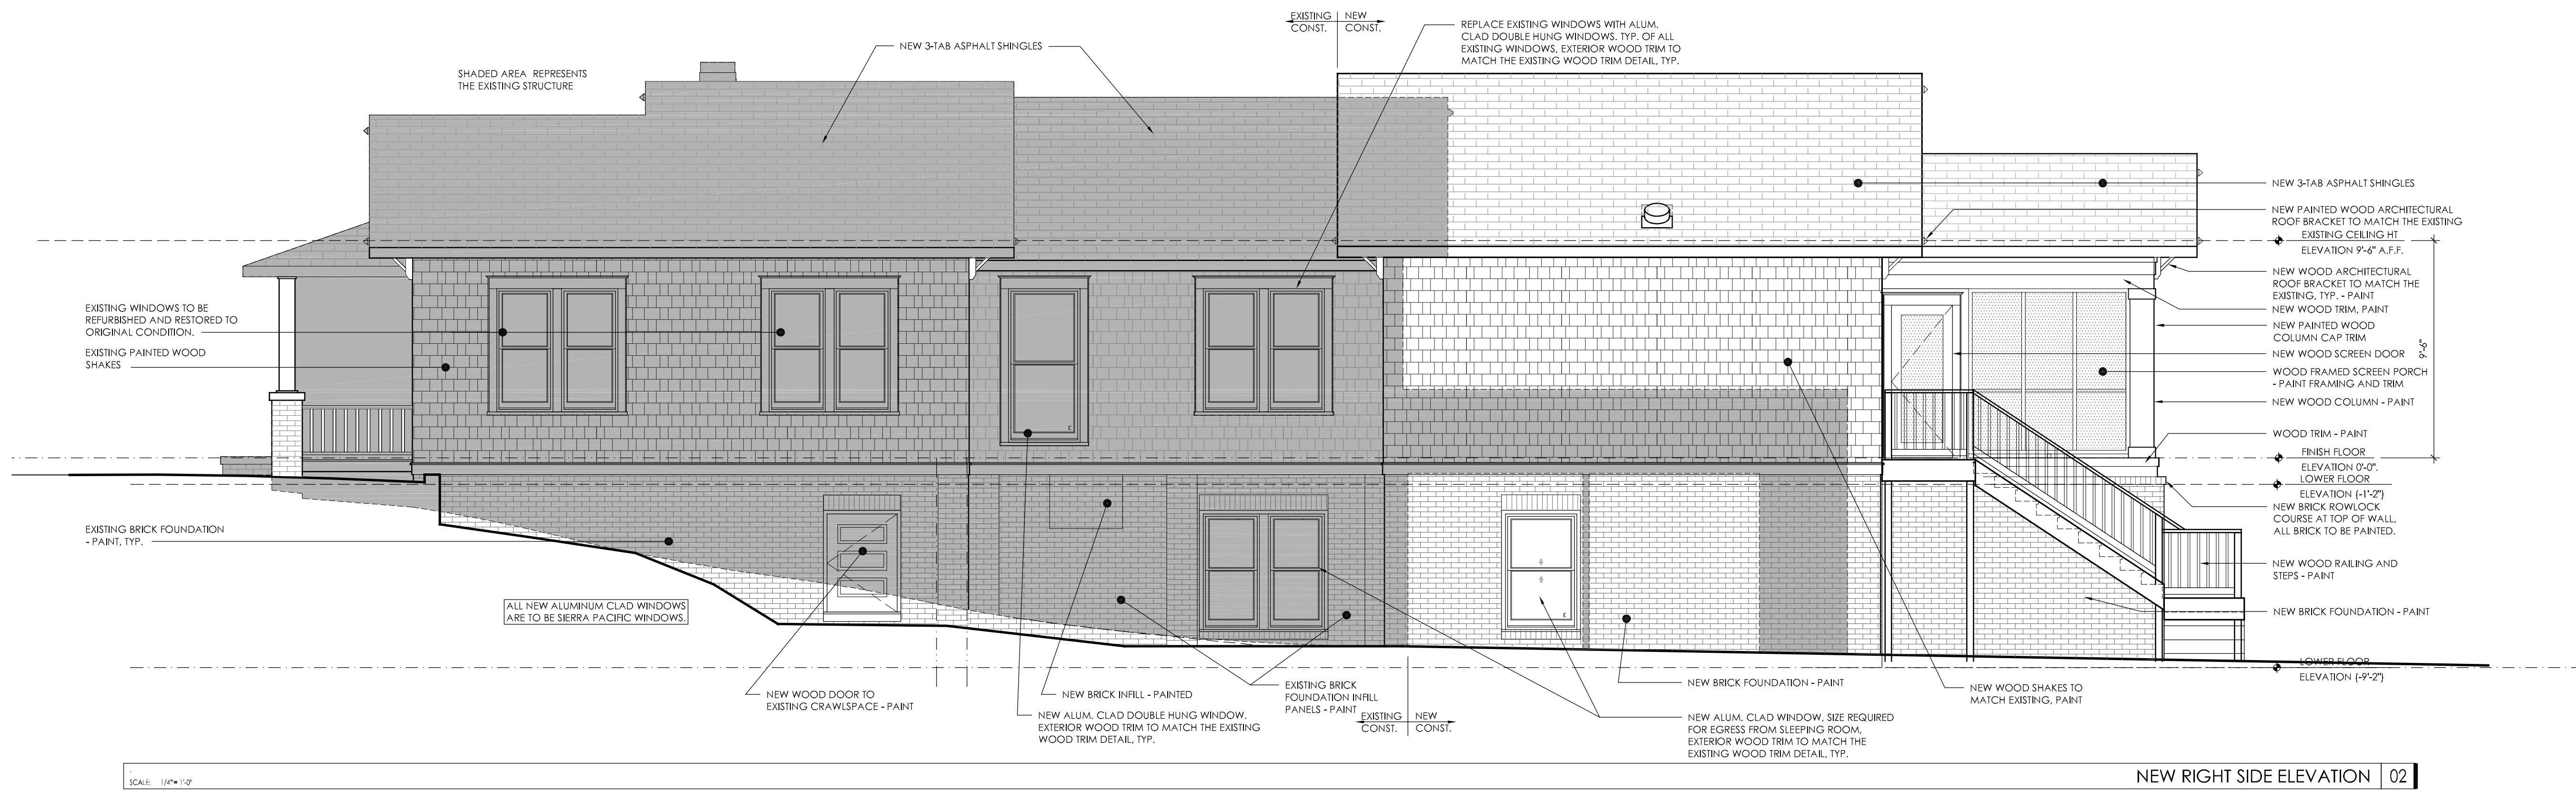 EXISTING
CONST.
NEW
CONST.
REPLACE EXISTING WINDOWS WITH ALUM.
CLAD DOUBLE HUNG WINDOWS. TYP. OF ALL
EXISTING WINDOWS, EXTERIOR WOOD TRIM TO
MATCH THE EXISTING WOOD TRIM DETAIL, TYP.
NEW 3-TAB ASPHALT SHINGLES
SHADED AREA REPRESENTS
THE EXISTING STRUCTURE
NEW 3-TAB ASPHALT SHINGLES
NEW PAINTED WOOD ARCHITECTURAL
ROOF BRACKET TO MATCH THE EXISTING
EXISTING CEILING HT
ELEVATION 9'-6" A.F.F.
NEW WOOD ARCHITECTURAL
ROOF BRACKET TO MATCH THE
EXISTING, TYP. - PAINT
NEW WOOD TRIM, PAINT
NEW PAINTED WOOD
COLUMN CAP TRIM
NEW WOOD SCREEN DOOR
9'-6"
WOOD FRAMED SCREEN PORCH
- PAINT FRAMING AND TRIM
NEW WOOD COLUMN - PAINT
WOOD TRIM - PAINT
FINISH FLOOR
ELEVATION 0'-0".
LOWER FLOOR
ELEVATION (-1'-2")
NEW BRICK ROWLOCK
COURSE AT TOP OF WALL,
ALL BRICK TO BE PAINTED.
NEW WOOD RAILING AND
STEPS - PAINT
NEW BRICK FOUNDATION - PAINT
LOWER FLOOR
ELEVATION (-9'-2")
EXISTING WINDOWS TO BE
REFURBISHED AND RESTORED TO
ORIGINAL CONDITION.
EXISTING PAINTED WOOD
SHAKES
EXISTING BRICK FOUNDATION
- PAINT, TYP.
E
E
ALL NEW ALUMINUM CLAD WINDOWS
ARE TO BE SIERRA PACIFIC WINDOWS.
NEW WOOD DOOR TO
EXISTING CRAWLSPACE - PAINT
NEW BRICK INFILL - PAINTED
NEW ALUM. CLAD DOUBLE HUNG WINDOW.
EXTERIOR WOOD TRIM TO MATCH THE EXISTING
WOOD TRIM DETAIL, TYP.
EXISTING BRICK
FOUNDATION INFILL
PANELS - PAINT
EXISTING
CONST.
NEW
CONST.
NEW BRICK FOUNDATION - PAINT
NEW ALUM. CLAD WINDOW, SIZE REQUIRED
FOR EGRESS FROM SLEEPING ROOM,
EXTERIOR WOOD TRIM TO MATCH THE
EXISTING WOOD TRIM DETAIL, TYP.
NEW WOOD SHAKES TO
MATCH EXISTING, PAINT
SCALE: 1/4"= 1'-0"
NEW RIGHT SIDE ELEVATION 02